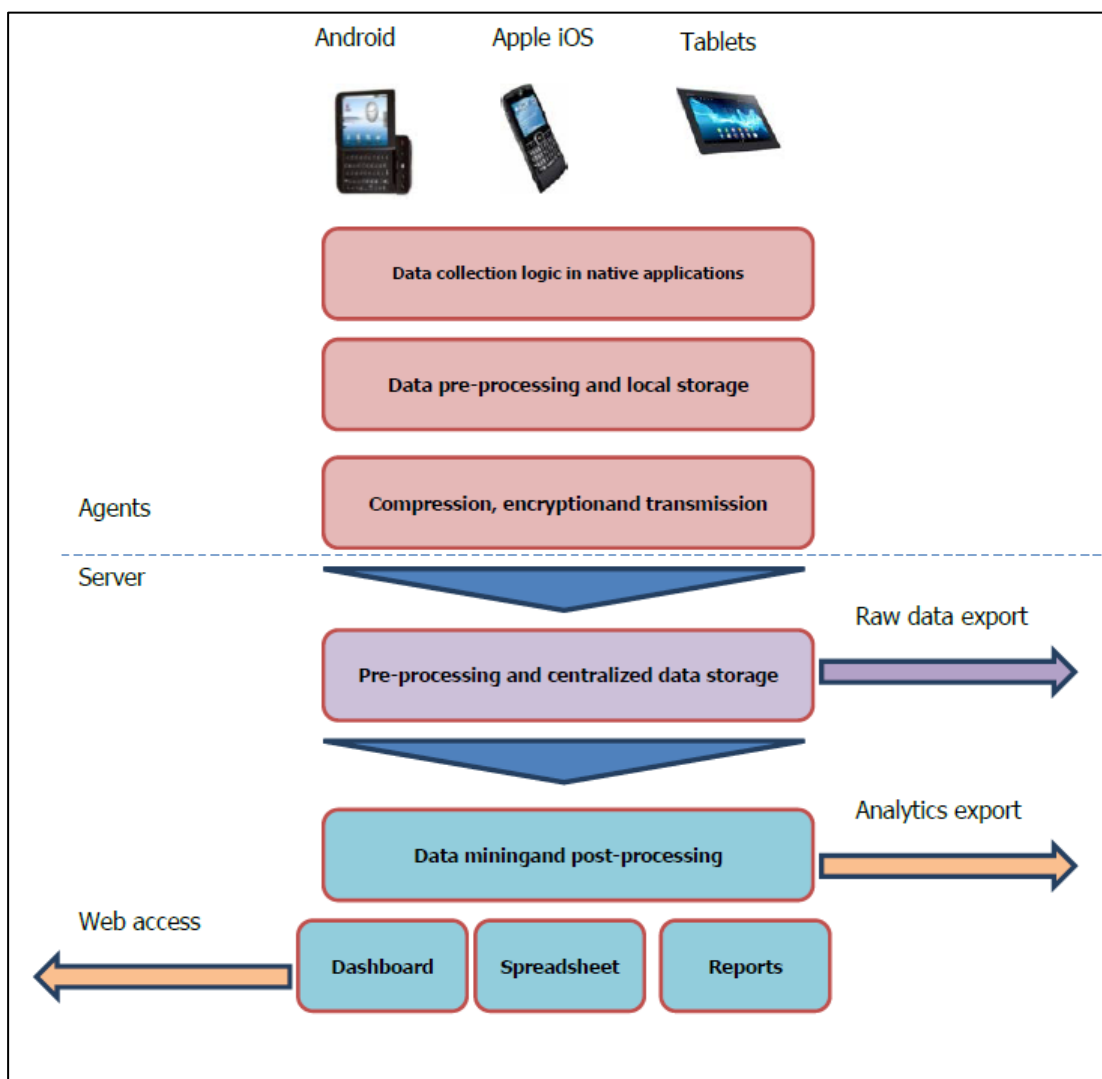 Android
Apple iOS
Tablets
Data collection logic in native applications
Data pre-processing and local storage
Compression, encryptionand transmission
Agents
Server
Raw data export
Pre-processing and centralized data storage
Analytics export
Data miningand post-processing
Web access
Dashboard
Spreadsheet
Reports